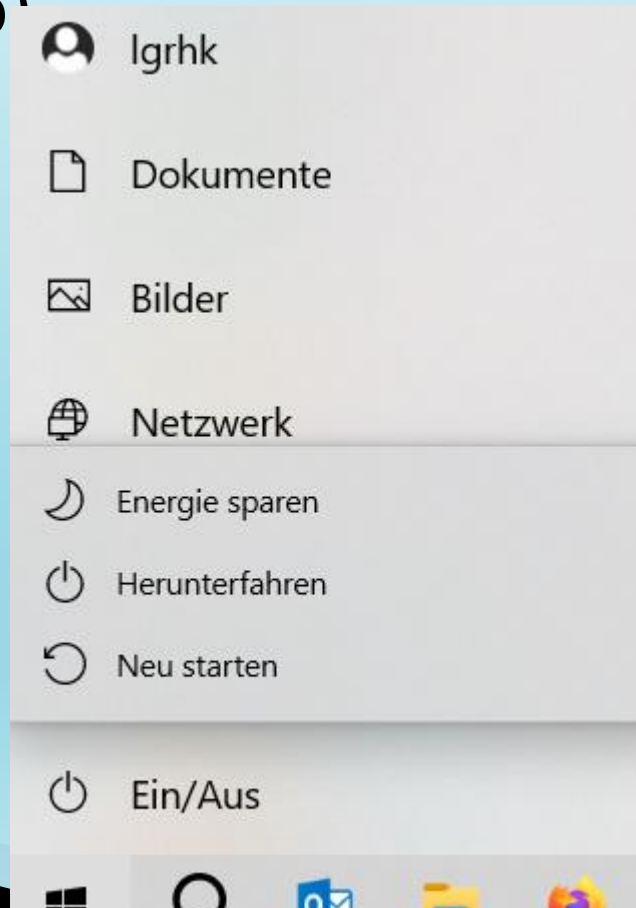 lgrhk
Dokumente
Bilder
Netzwerk
Energie sparen
Herunterfahren
Neu starten
Ein/Aus